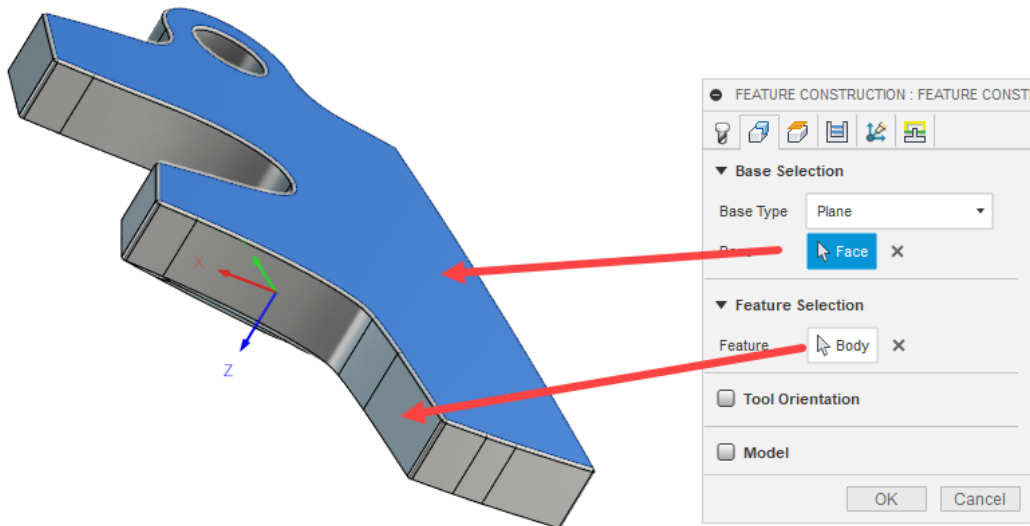 FEATURE CONSTRUCTION : FEATURE CONST
Base Selection
Base Type Plane
Face
Feature Selection
Feature Body
Tool Orientation
Model
OK Cancel
X
Z